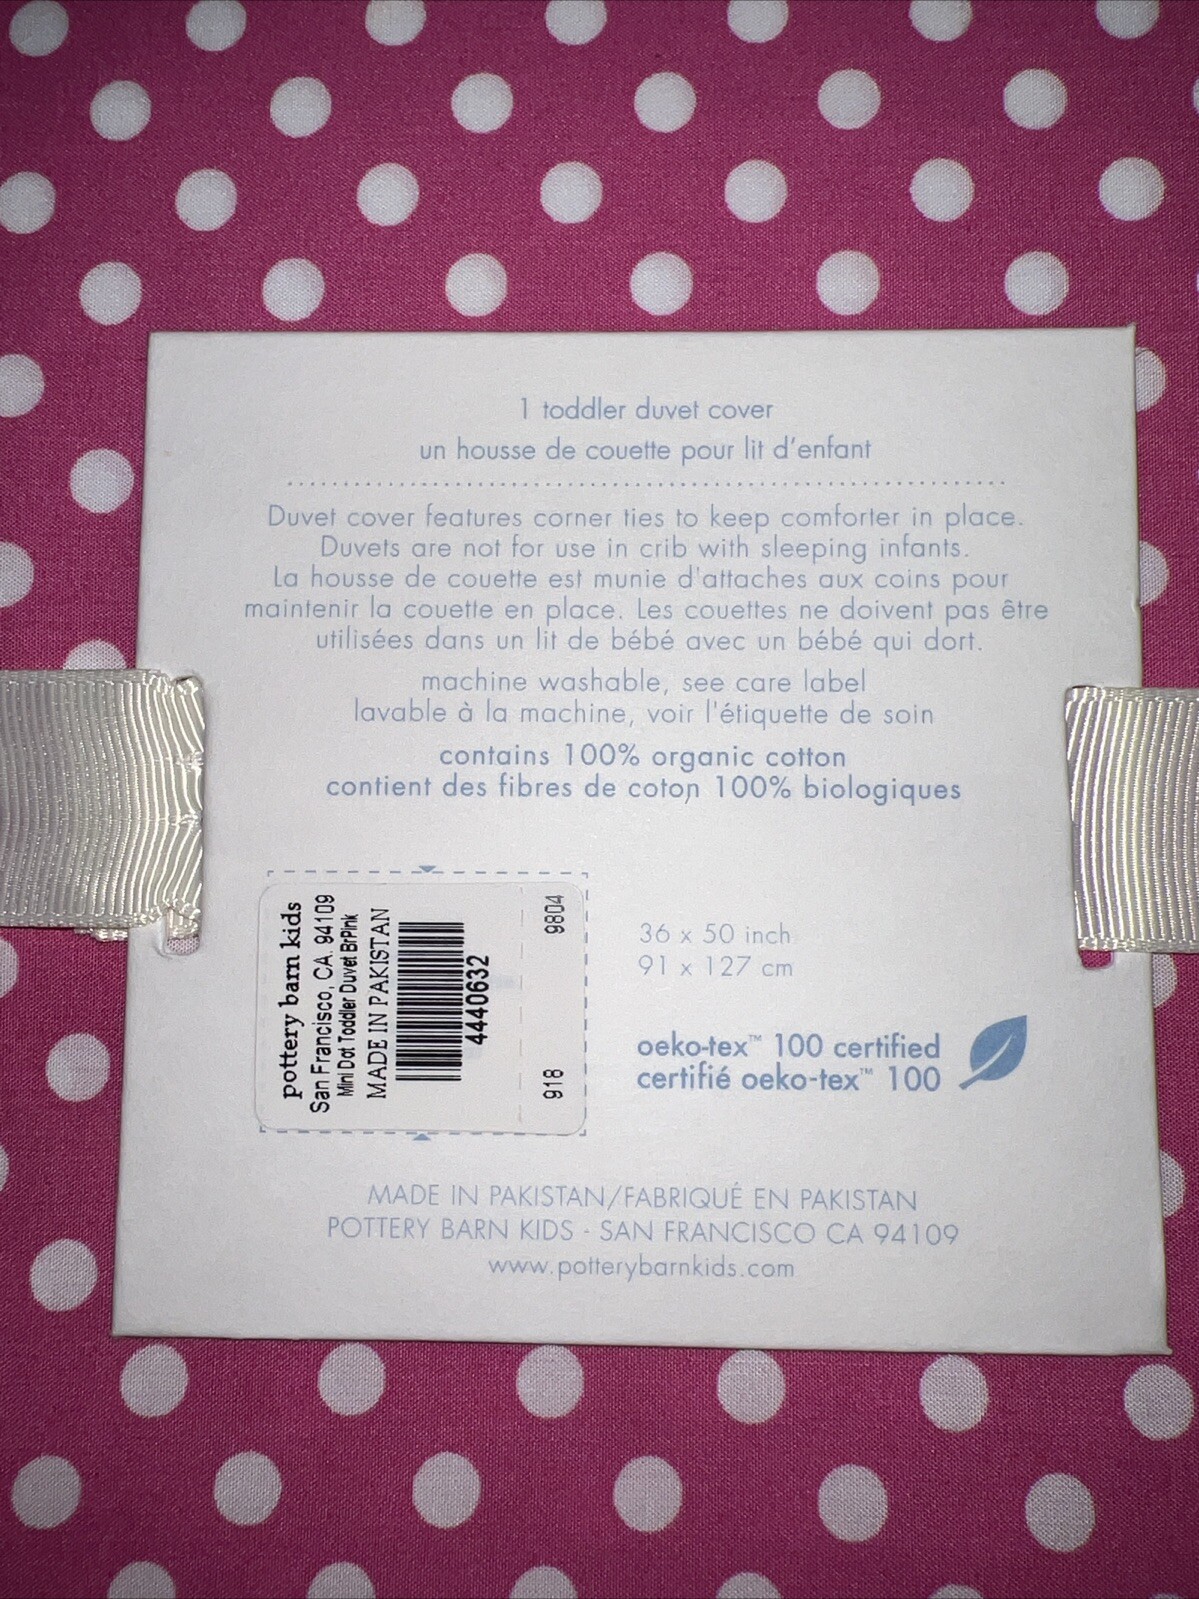 1 toddler duvet cover
un housse de couette pour lit d'enfant
Duvet cover features corner ties to keep comforter in place.
Duvets are not for use in crib with sleeping infants.
La housse de couette est munie d'attaches aux coins pour
maintenir la couette en place. Les couettes ne doivent pas être
utilisées dans un lit de bébé avec un bébé qui dort.
machine washable, see care label
lavable à la machine, voir l'étiquette de soin
contains 100% organic cotton
contient des fibres de coton 100% biologiques
pottery barn kids
San Francisco, CA. 94109
Mini Dot Toddler Duvet BrPink
MADE IN PAKISTAN
4440632
918 9804
36 x 50 inch
91 x 127 cm
oeko-tex™ 100 certified
certifié oeko-tex™ 100
MADE IN PAKISTAN/FABRIQUÉ EN PAKISTAN
POTTERY BARN KIDS - SAN FRANCISCO CA 94109
www.potterybarnkids.com